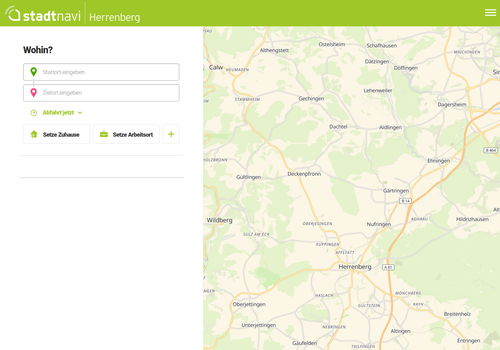 stadtnavi Herrenberg
Wohin?
Startort eingeben
Zielort eingeben
Abfahrt jetzt
Setze Zuhause
Setze Arbeitsort
Ostelsheim
Schafhausen
Althengstett
MAICHINGEN
Calw
HEUMADEN
Dätzingen
Döffingen
STAMMHEIM
Lehenweiler
Gechingen
Dagersheim
Dachtel
Aidlingen
B 464
HOLZBRONN
Ehningen
Deckenpfronn
Gültlingen
Gärtringen
B 14
ROHRAU
Wildberg
Hildrizhausen
OBERJESINGEN
Nufringen
SULZ AM ECK
KUPPINGEN
AFFSTÄTT
Herrenberg
A 81
MÖNCHBERG
HASLACH
Oberjettingen
GÜLTSTEIN
KAYH
Breitenholz
Unterjettingen
TAILFINGEN
Altingen
Gäufelden
Entringen